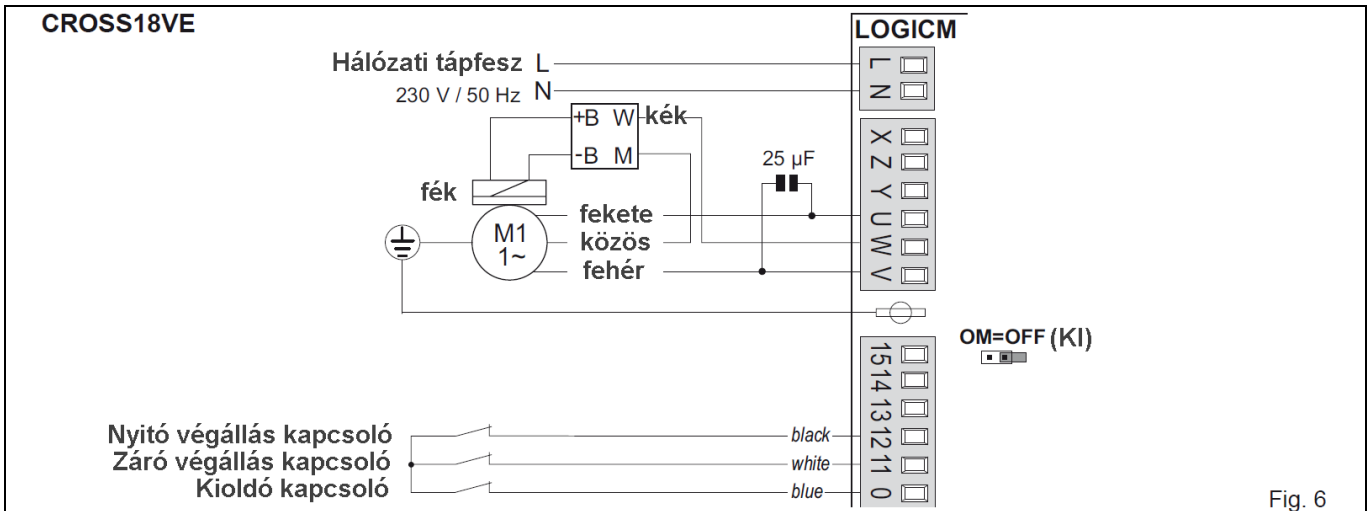 CROSS18VE
LOGICM
Hálózati tápfesz L
L
230 V / 50 Hz N
N
+B W kék
-B M
X
Z
Y
U
W
V
25 µF
fék
fekete
M1
1~
közös
fehér
OM=OFF (KI)
15
14
13
12
11
0
Nyitó végállás kapcsoló
black
Záró végállás kapcsoló
white
Kioldó kapcsoló
blue
Fig. 6